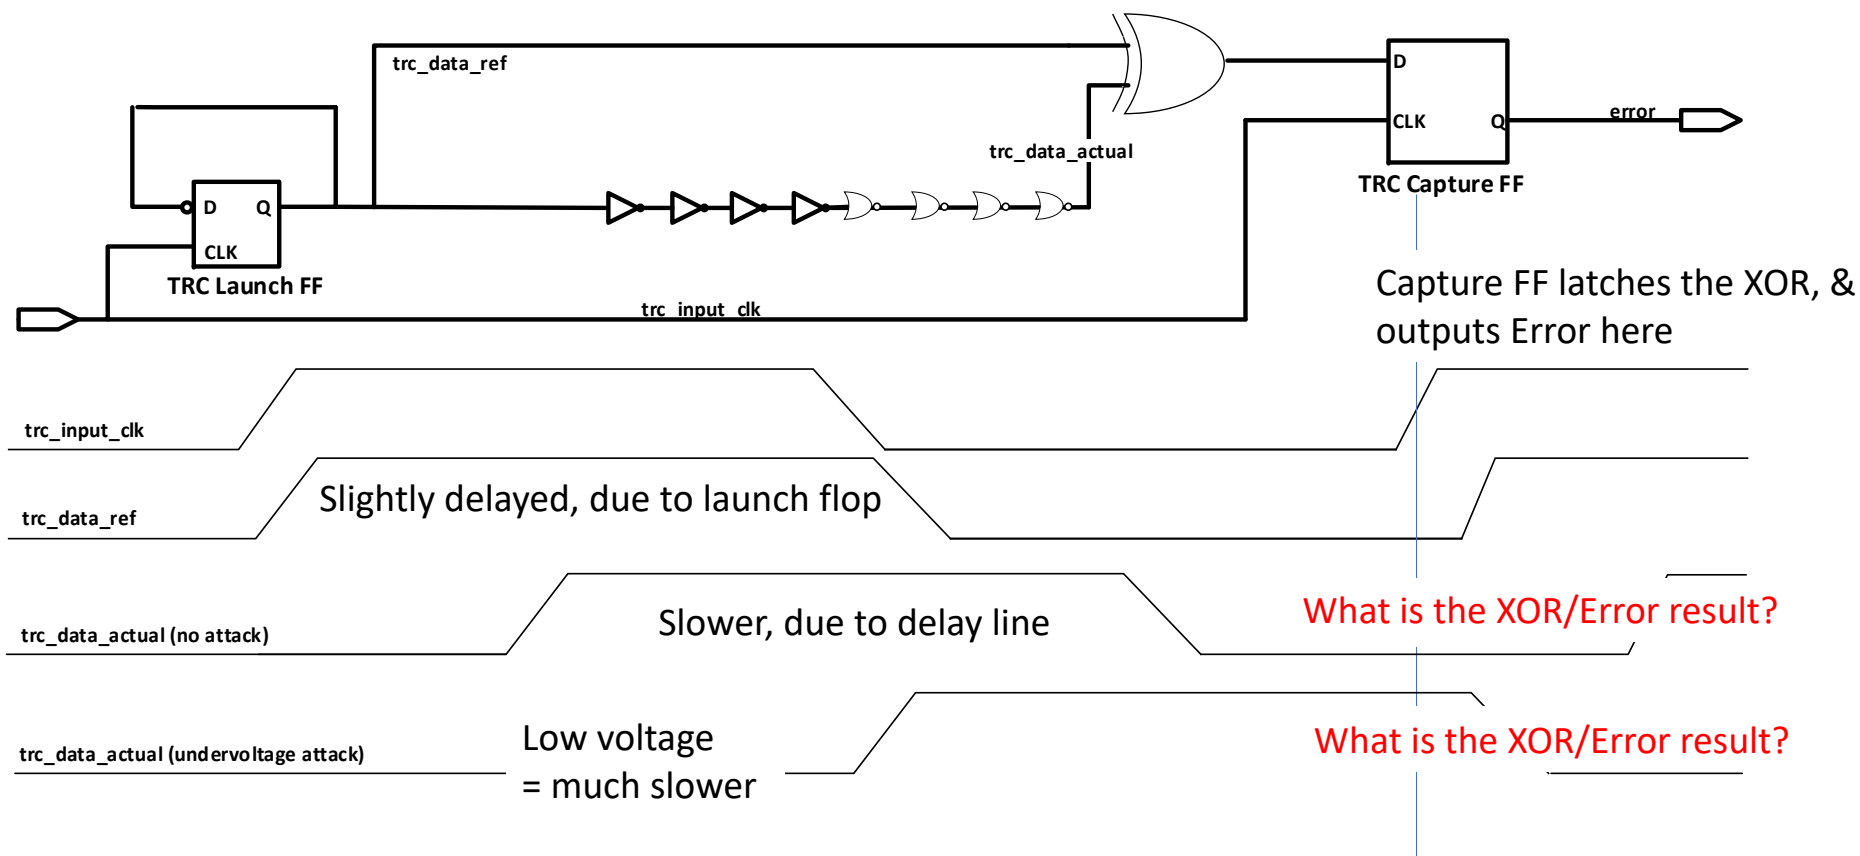 trc_data_ref
D
CLK
Q
error
trc_data_actual
TRC Capture FF
D
Q
CLK
TRC Launch FF
trc_input_clk
Capture FF latches the XOR, &
outputs Error here
trc_input_clk
Slightly delayed, due to launch flop
trc_data_ref
What is the XOR/Error result?
Slower, due to delay line
trc_data_actual (no attack)
Low voltage
= much slower
What is the XOR/Error result?
trc_data_actual (undervoltage attack)